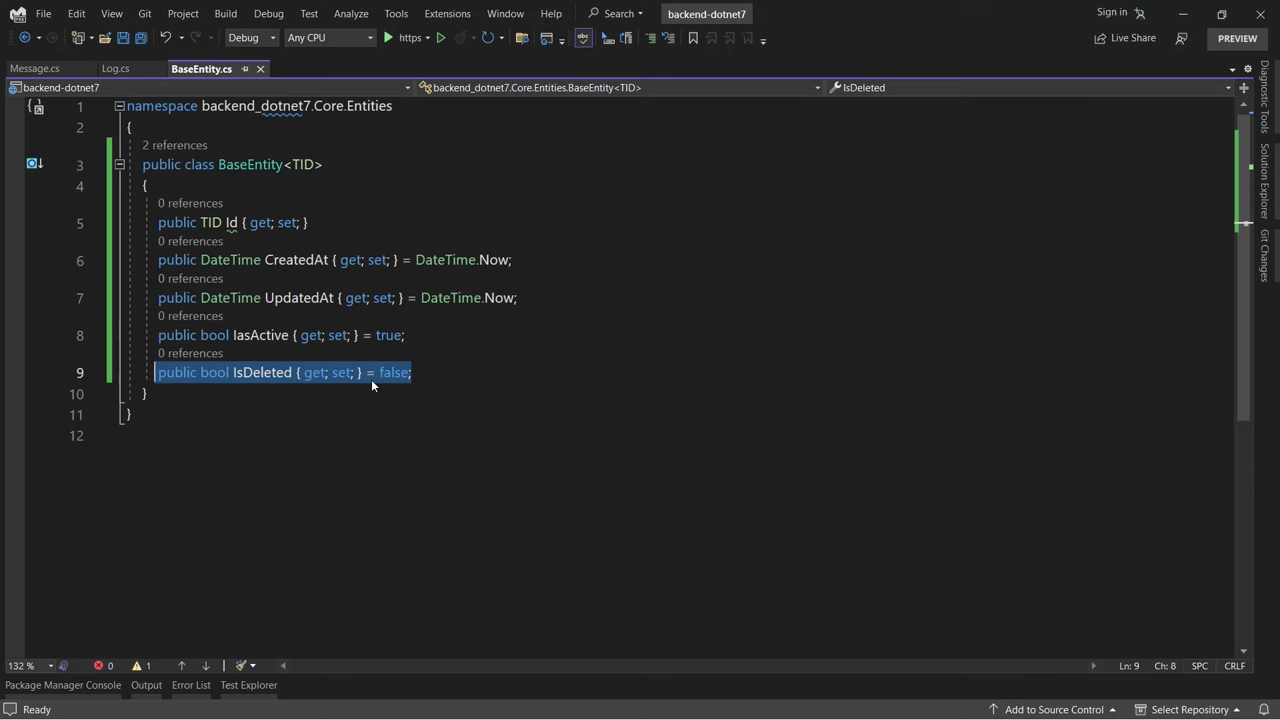 File Edit View Git Project Build Debug Test Analyze Tools Extensions Window Help Search backend-dotnet7 Sign in
Debug Any CPU https Live Share PREVIEW
Message.cs Log.cs BaseEntity.cs
backend-dotnet7 backend_dotnet7.Core.Entities.BaseEntity<TID> IsDeleted
1 namespace backend_dotnet7.Core.Entities
2 {
2 references
3 public class BaseEntity<TID>
4 {
0 references
5 public TID Id { get; set; }
0 references
6 public DateTime CreatedAt { get; set; } = DateTime.Now;
0 references
7 public DateTime UpdatedAt { get; set; } = DateTime.Now;
0 references
8 public bool IasActive { get; set; } = true;
0 references
9 public bool IsDeleted { get; set; } = false;
10 }
11 }
12
132 % 0 1 Ln: 9 Ch: 8 SPC CRLF
Package Manager Console Output Error List Test Explorer
Ready Add to Source Control Select Repository
Diagnostic Tools
Solution Explorer
Git Changes